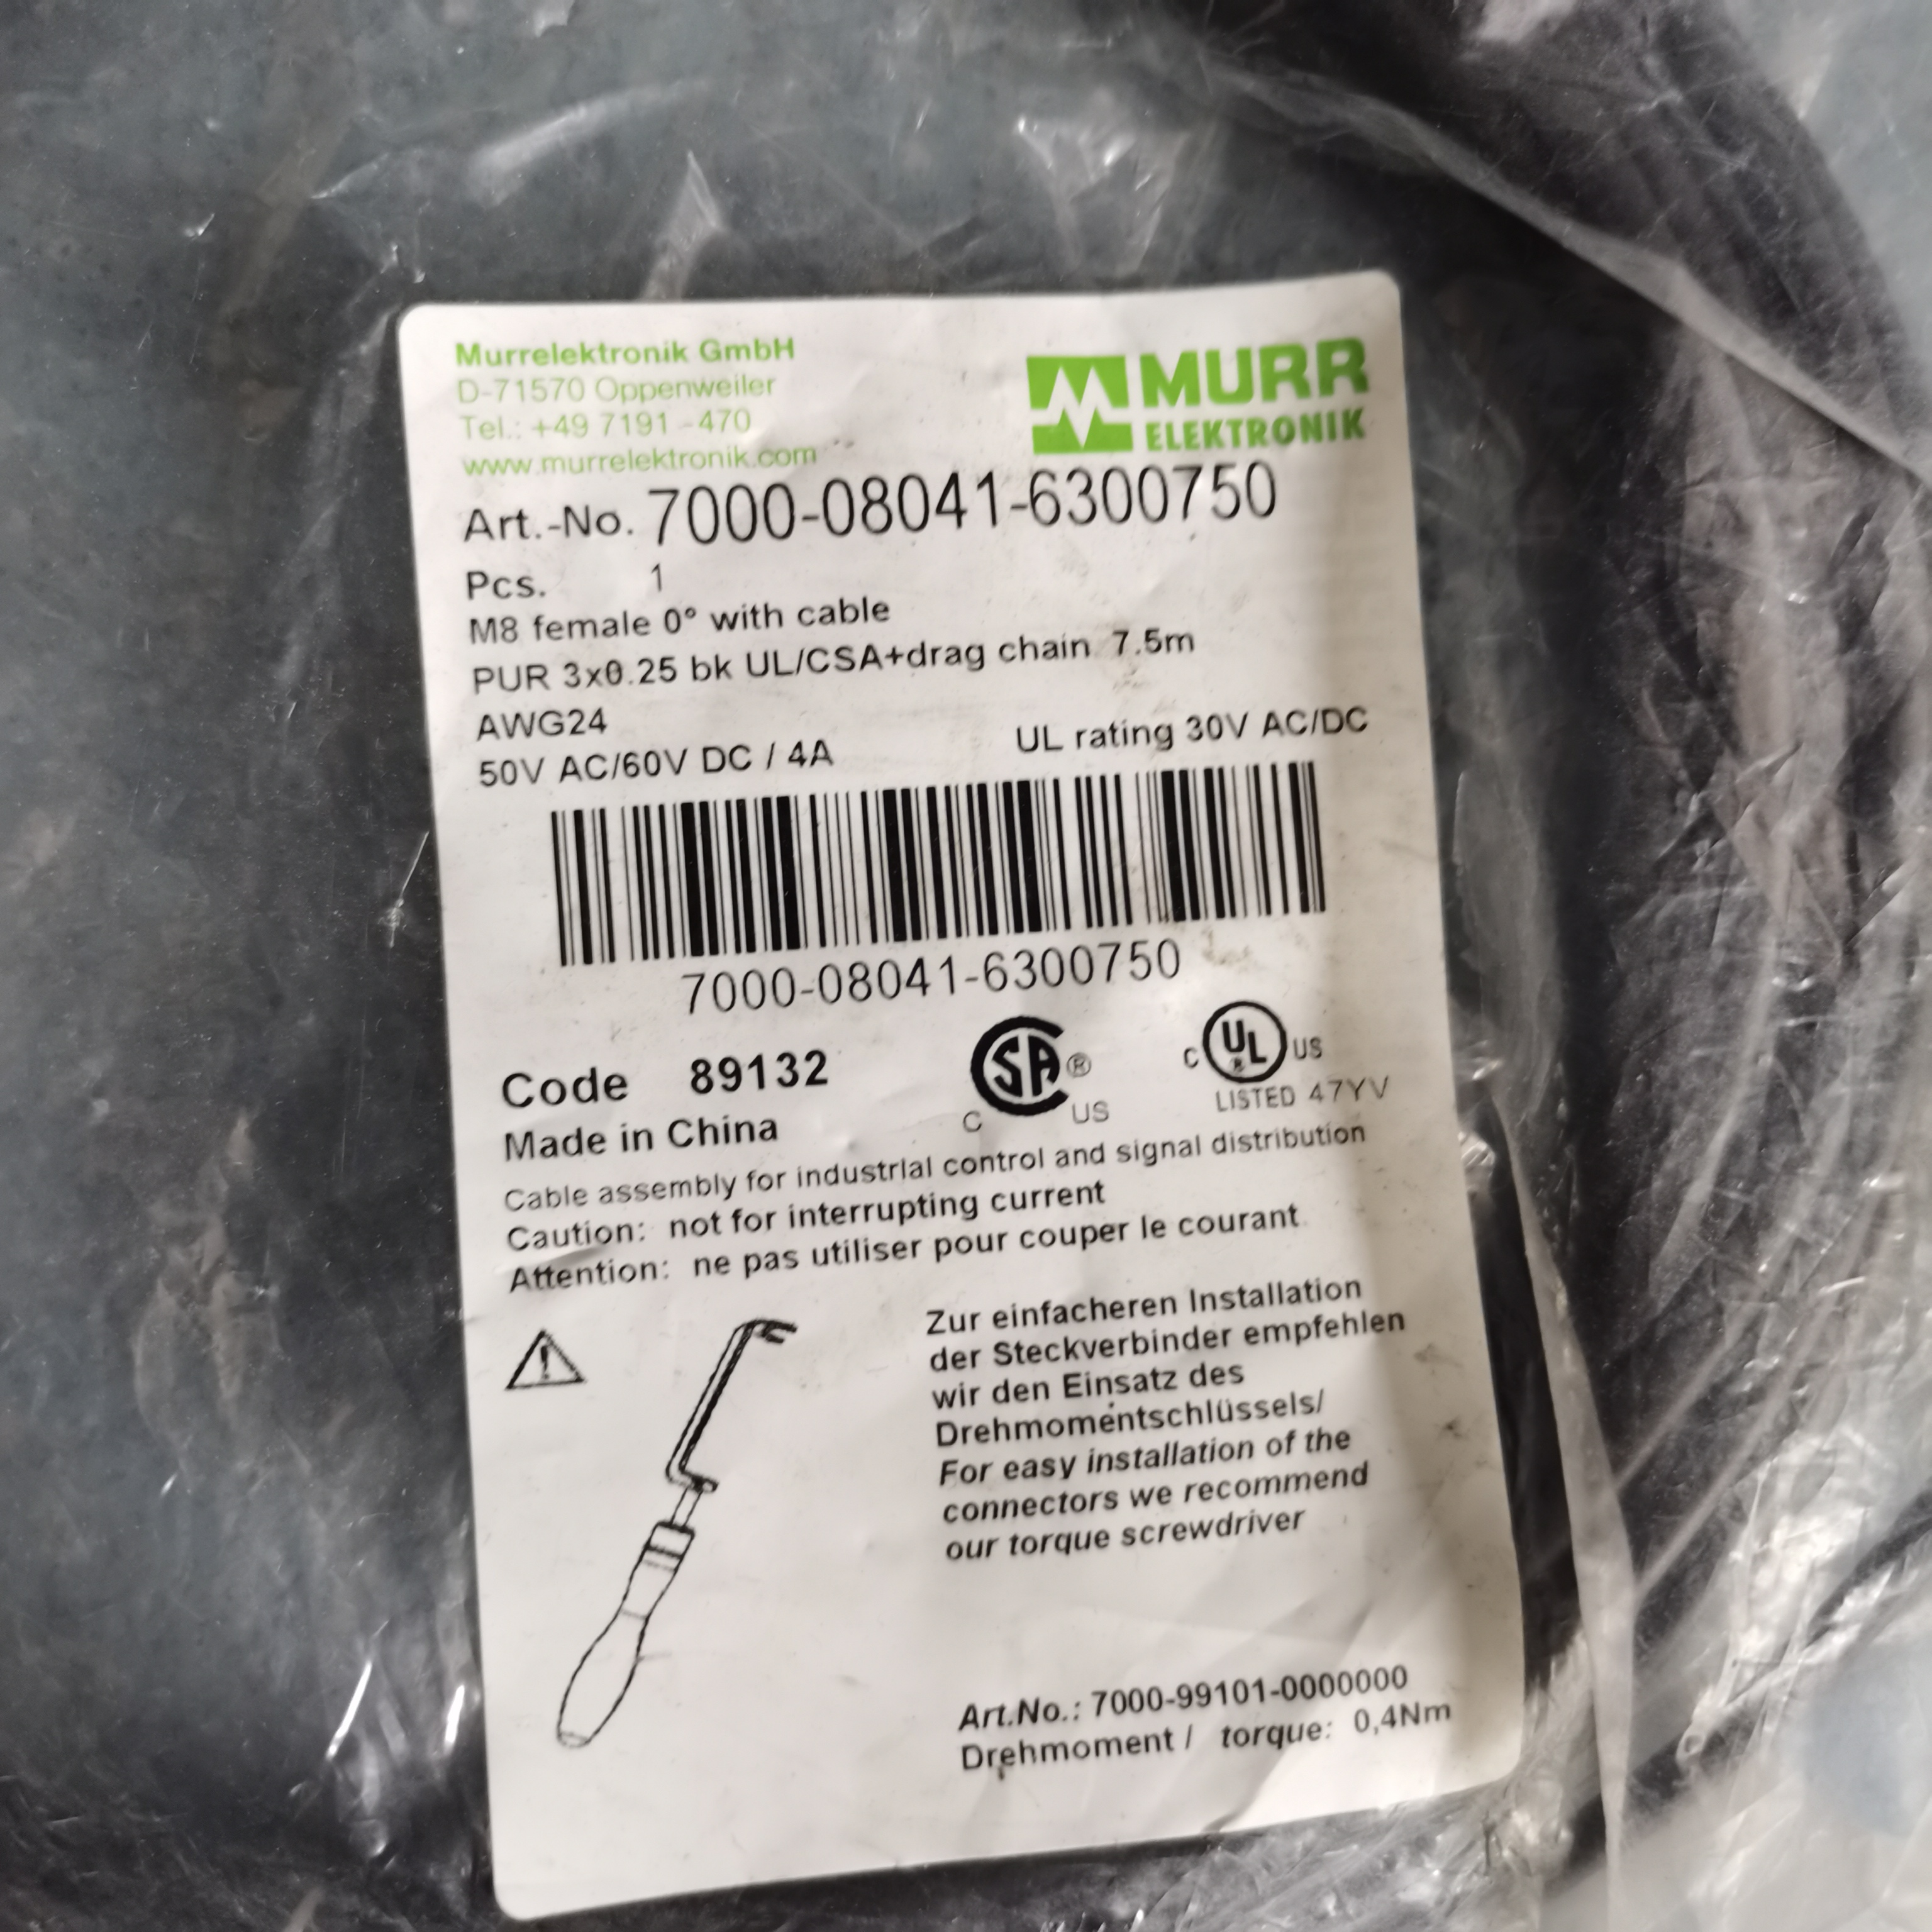 Murrelektronik GmbH
D-71570 Oppenweiler
Tel.: +49 7191 -470
www.murrelektronik.com
MURR
ELEKTRONIK
Art.-No. 7000-08041-6300750
Pcs. 1
M8 female 0° with cable
PUR 3x0.25 bk UL/CSA+drag chain 7.5m
AWG24
50V AC/60V DC / 4A UL rating 30V AC/DC
7000-08041-6300750
Code 89132
Made in China
C SA ® US
C UL ® US
LISTED 47YV
Cable assembly for industrial control and signal distribution
Caution: not for interrupting current
Attention: ne pas utiliser pour couper le courant
Zur einfacheren Installation
der Steckverbinder empfehlen
wir den Einsatz des
Drehmomentschlüssels/
For easy installation of the
connectors we recommend
our torque screwdriver
Art.No.: 7000-99101-0000000
Drehmoment / torque: 0,4Nm